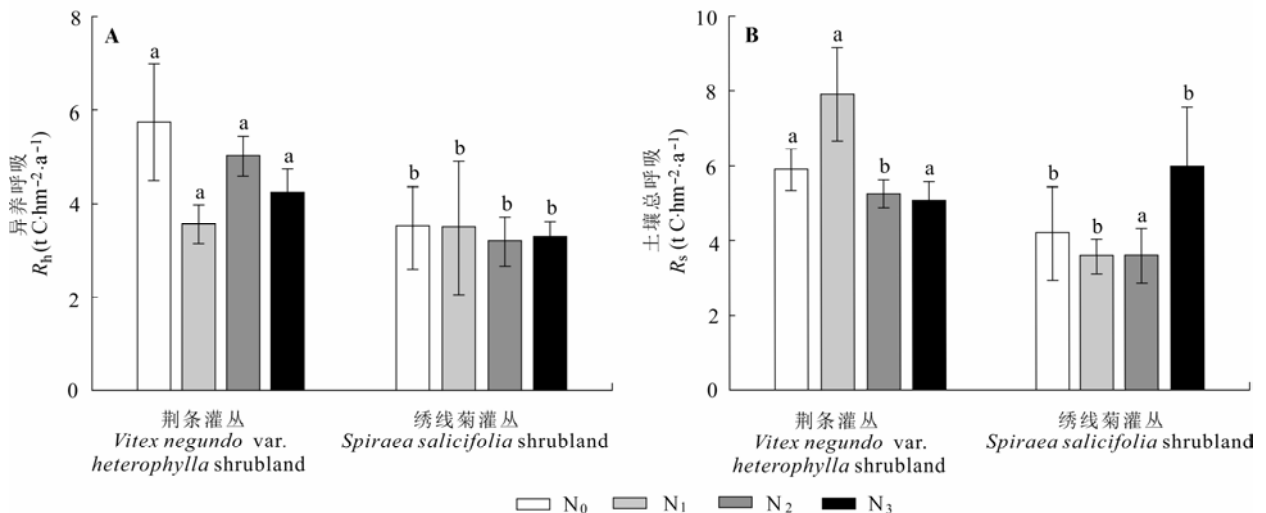 A
异养呼吸
Rh (t C·hm⁻²·a⁻¹)
8
6
4
2
0
a
a
a
a
b
b
b
b
荆条灌丛
Vitex negundo var.
heterophylla shrubland
绣线菊灌丛
Spiraea salicifolia shrubland
B
土壤总呼吸
Rs (t C·hm⁻²·a⁻¹)
10
8
6
4
2
0
a
a
b
a
b
b
a
b
荆条灌丛
Vitex negundo var.
heterophylla shrubland
绣线菊灌丛
Spiraea salicifolia shrubland
N₀ N₁ N₂ N₃